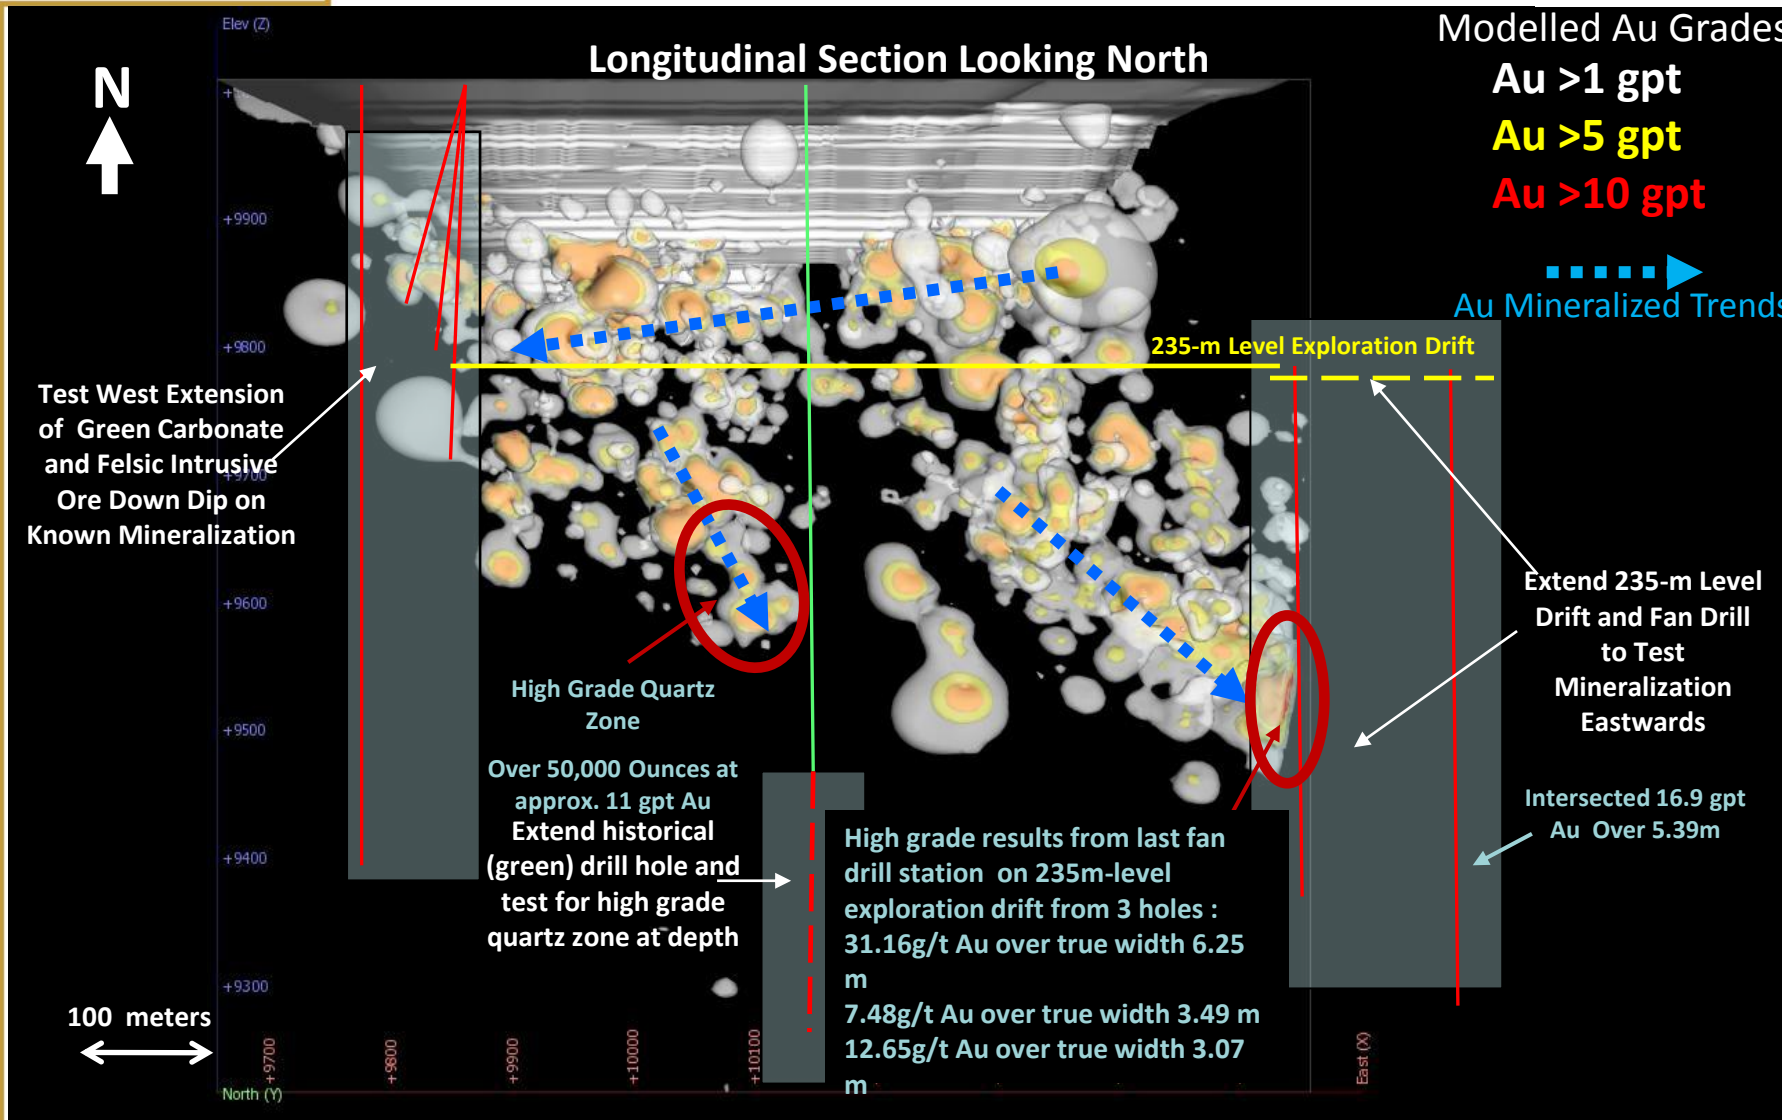 Elev (Z)
Modelled Au Grades
Longitudinal Section Looking North
N
Au >1 gpt
Au >5 gpt
Au >10 gpt
Au Mineralized Trends
+9900
+9800
+9700
+9600
+9500
+9400
+9300
235-m Level Exploration Drift
Test West Extension
of Green Carbonate
and Felsic Intrusive
Ore Down Dip on
Known Mineralization
Extend 235-m Level
Drift and Fan Drill
to Test
Mineralization
Eastwards
High Grade Quartz
Zone
Over 50,000 Ounces at
approx. 11 gpt Au
Extend historical
(green) drill hole and
test for high grade
quartz zone at depth
Intersected 16.9 gpt
Au Over 5.39m
High grade results from last fan
drill station on 235m-level
exploration drift from 3 holes :
31.16g/t Au over true width 6.25
m
7.48g/t Au over true width 3.49 m
12.65g/t Au over true width 3.07
m
100 meters
+9700
+9800
+9900
+10000
+10100
East (X)
North (Y)